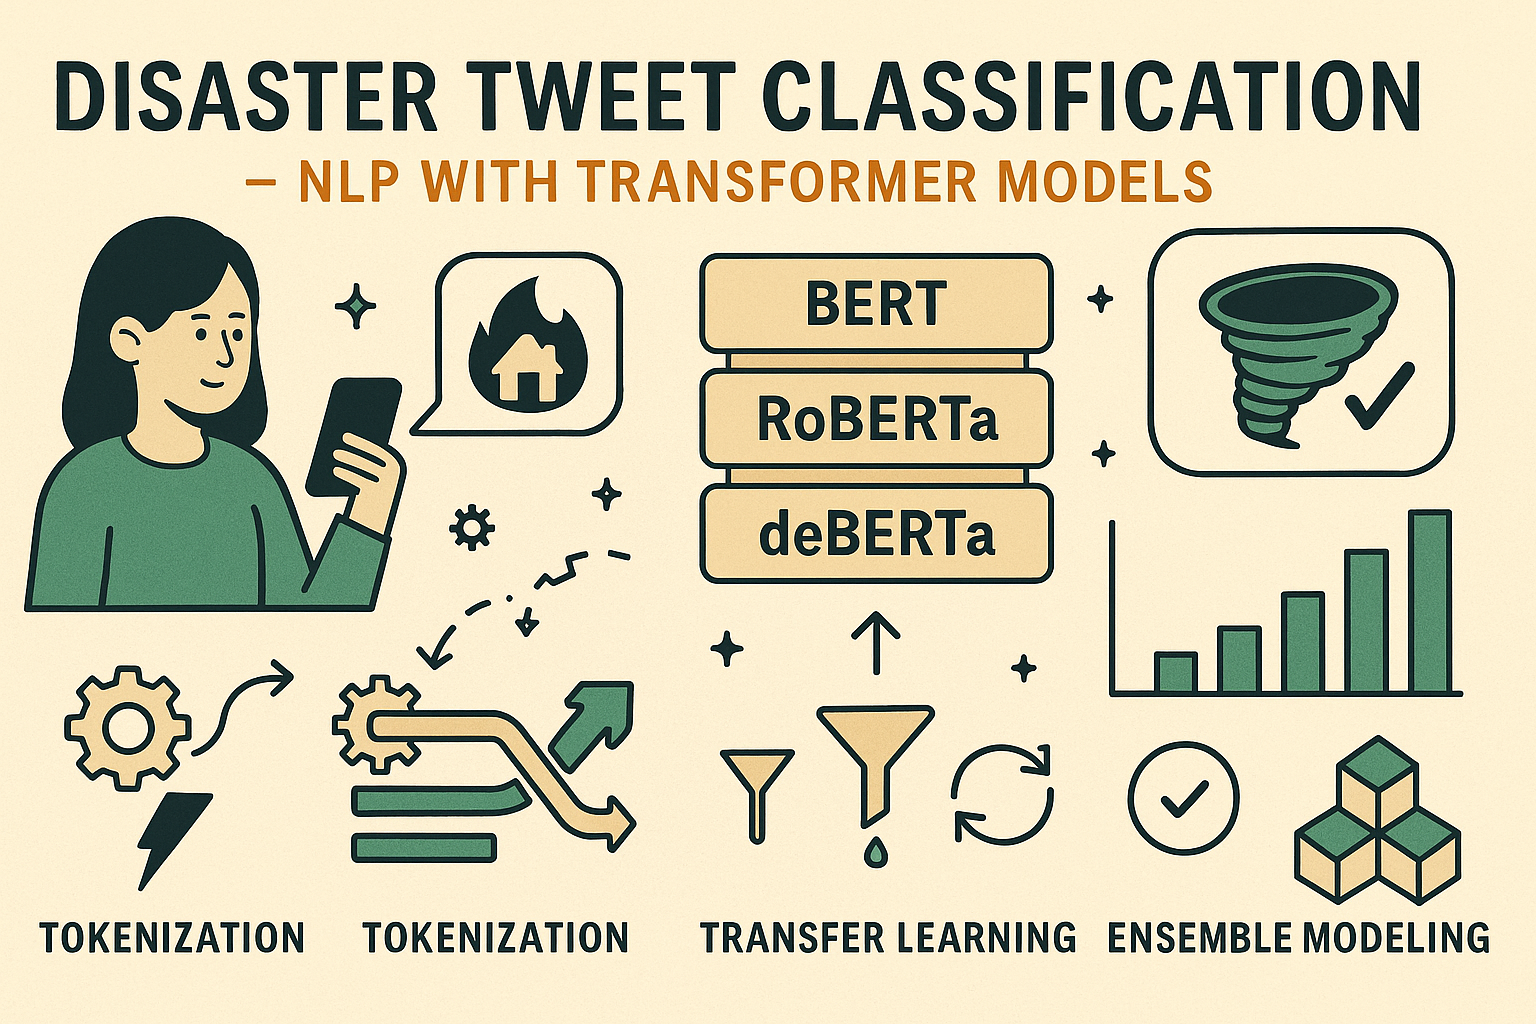 DISASTER TWEET CLASSIFICATION
– NLP WITH TRANSFORMER MODELS
BERT
RoBERTa
deBERTa
TOKENIZATION
TOKENIZATION
TRANSFER LEARNING
ENSEMBLE MODELING